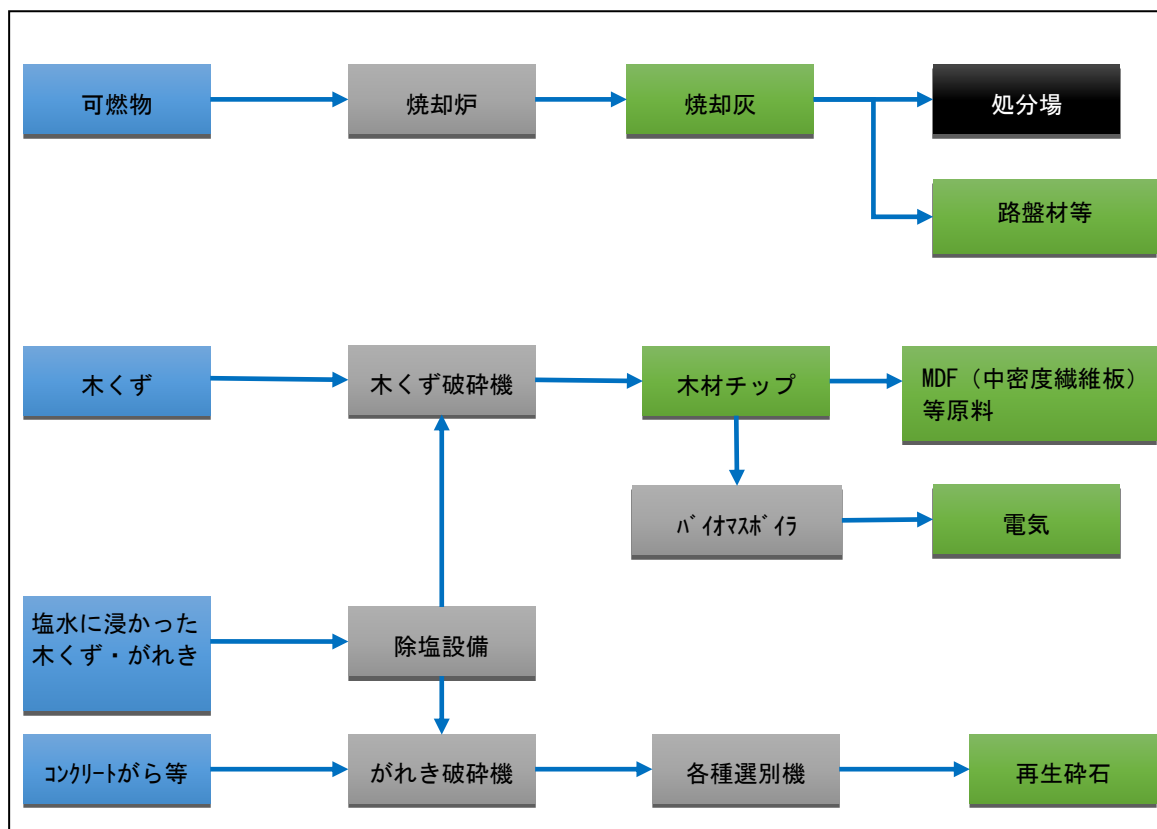 可燃物
焼却炉
焼却灰
処分場
路盤材等
木くず
木くず破砕機
木材チップ
MDF（中密度繊維板）
等原料
ﾊﾞｲｵﾏｽﾎﾞｲﾗ
電気
塩水に浸かった
木くず・がれき
除塩設備
ｺﾝｸﾘｰﾄがら等
がれき破砕機
各種選別機
再生砕石